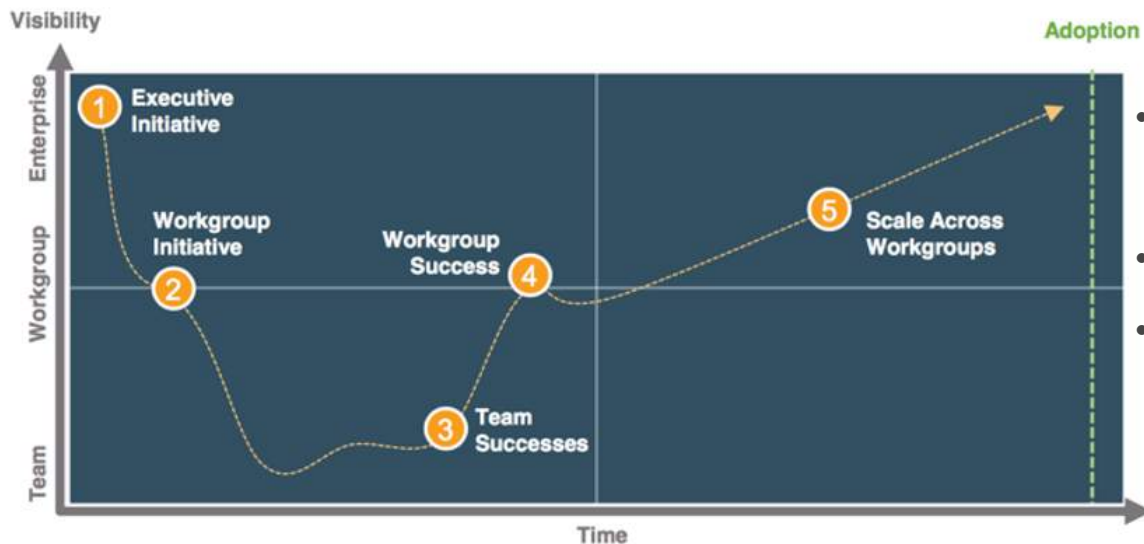 Visibility
Adoption
Enterprise
Workgroup
Team
1
Executive
Initiative
Workgroup
Initiative
2
Workgroup
Success
4
3
Team
Successes
5
Scale Across
Workgroups
Time
•
•
•